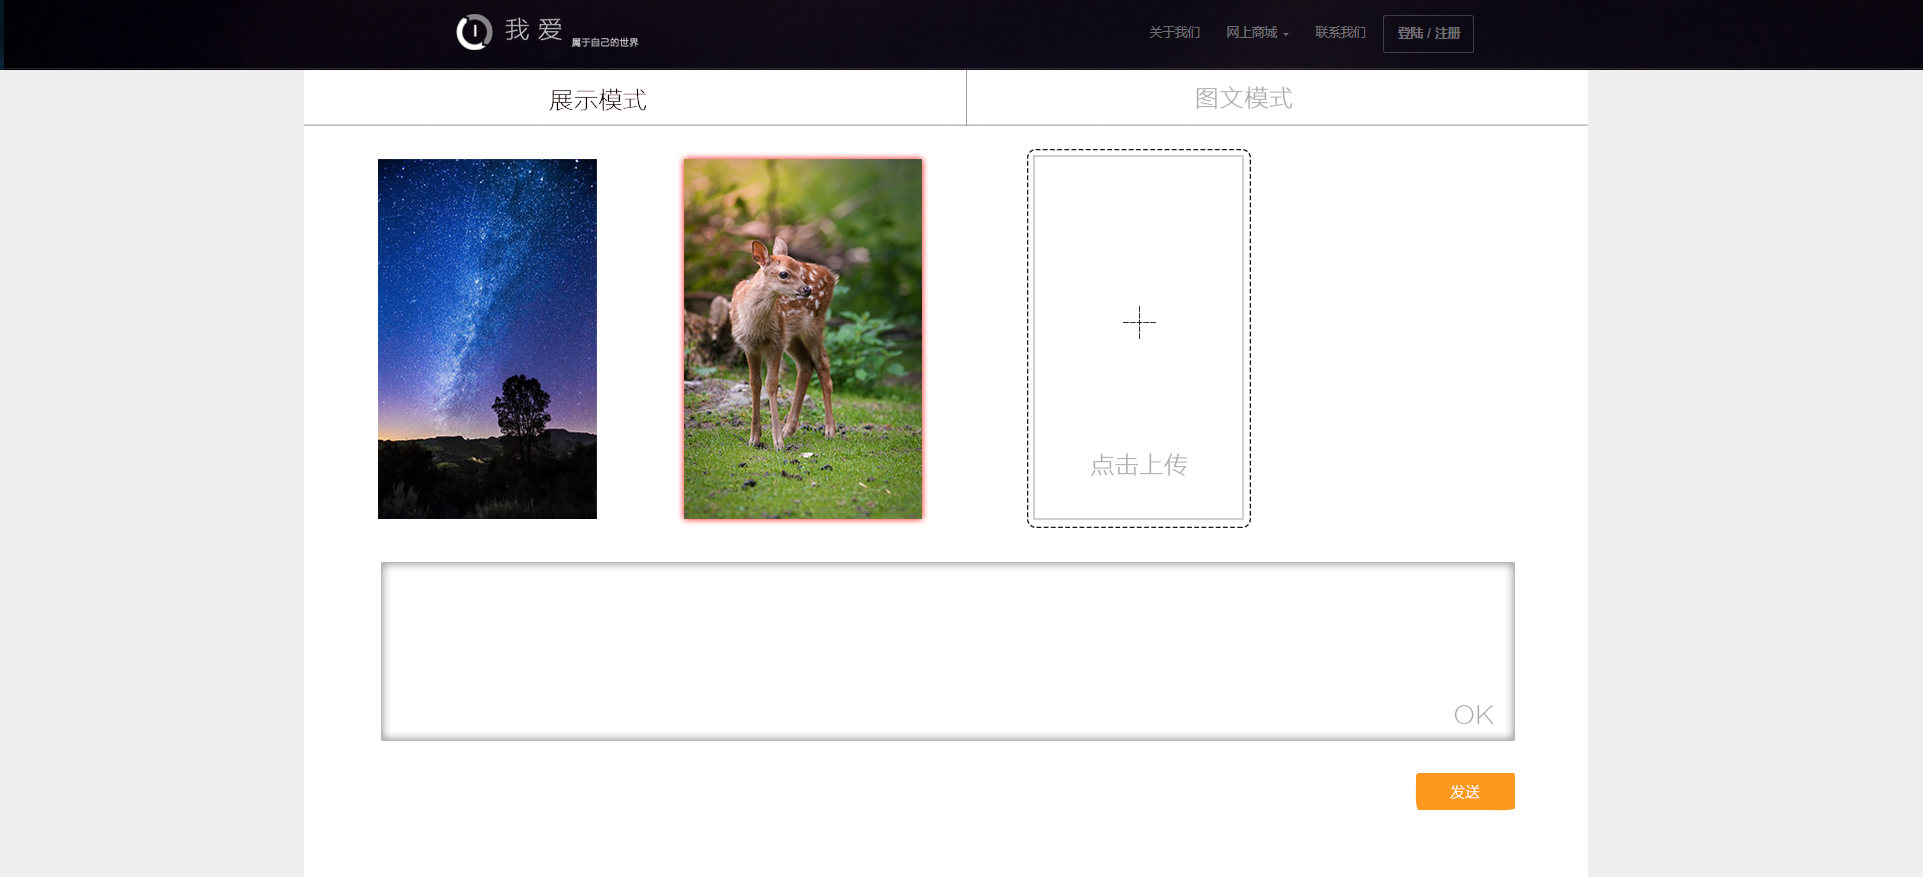 我 爱
属于自己的世界
关于我们
网上商城
联系我们
登陆 / 注册
展示模式
图文模式
点击上传
OK
发送